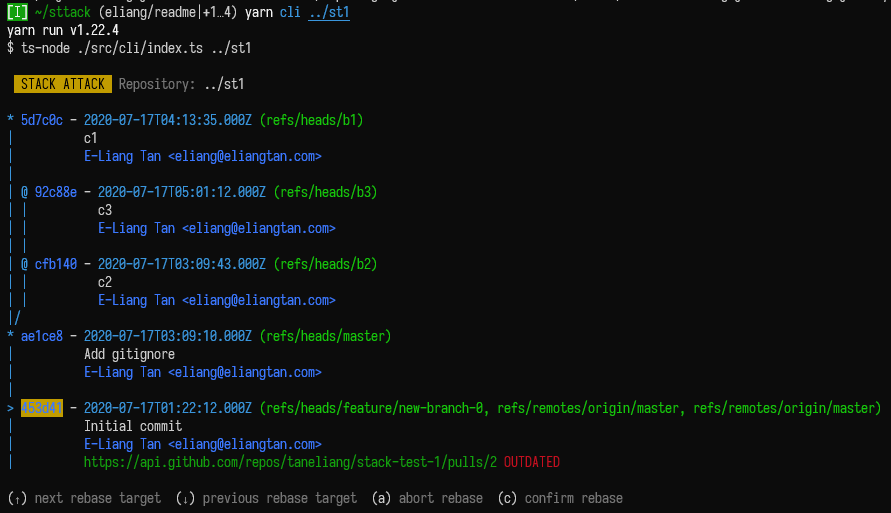 [I] ~/sttack (eliang/readme|+1…4) yarn cli ../st1
yarn run v1.22.4
$ ts-node ./src/cli/index.ts ../st1
STACK ATTACK Repository: ../st1
* 5d7c0c - 2020-07-17T04:13:35.000Z (refs/heads/b1)
c1
E-Liang Tan <eliang@eliangtan.com>
@ 92c88e - 2020-07-17T05:01:12.000Z (refs/heads/b3)
c3
E-Liang Tan <eliang@eliangtan.com>
@ cfb140 - 2020-07-17T03:09:43.000Z (refs/heads/b2)
c2
E-Liang Tan <eliang@eliangtan.com>
* ae1ce8 - 2020-07-17T03:09:10.000Z (refs/heads/master)
Add gitignore
E-Liang Tan <eliang@eliangtan.com>
> 453d41 - 2020-07-17T01:22:12.000Z (refs/heads/feature/new-branch-0, refs/remotes/origin/master, refs/remotes/origin/master)
Initial commit
E-Liang Tan <eliang@eliangtan.com>
https://api.github.com/repos/taneliang/stack-test-1/pulls/2 OUTDATED
(↑) next rebase target (↓) previous rebase target (a) abort rebase (c) confirm rebase